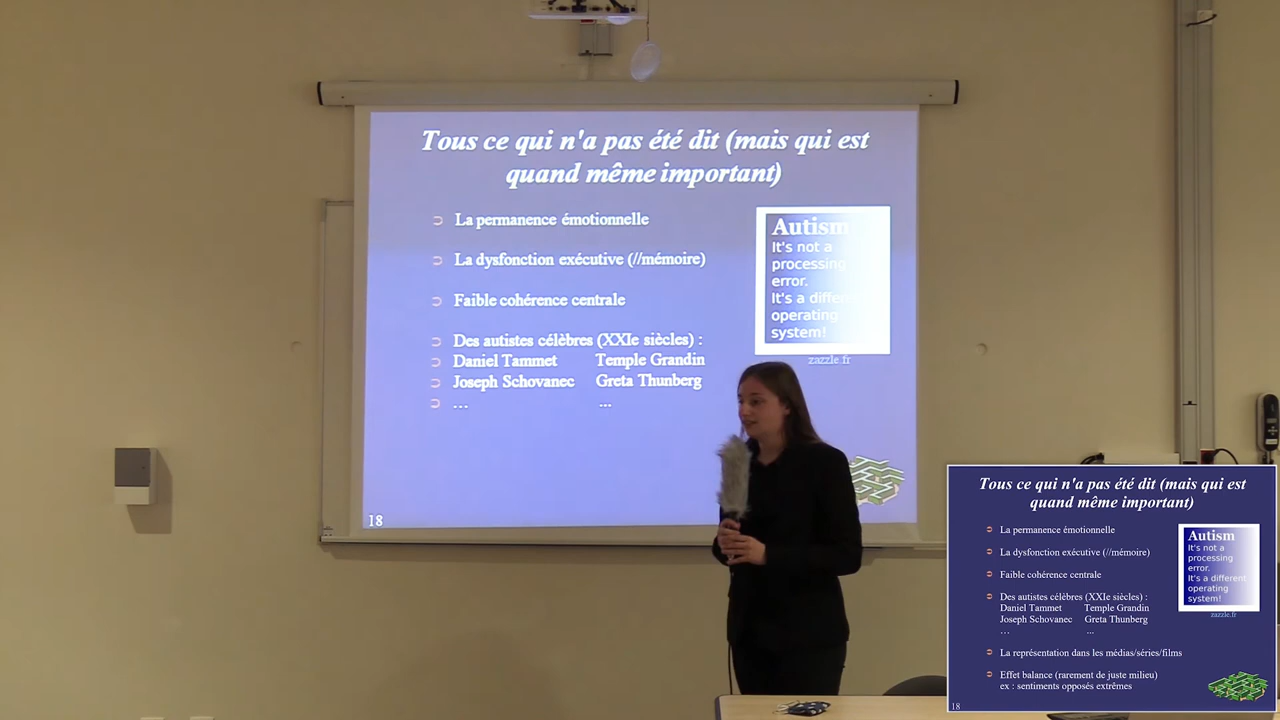 Tous ce qui n'a pas été dit (mais qui est
quand même important)
La permanence émotionnelle
La dysfonction exécutive (//mémoire)
Faible cohérence centrale
Des autistes célèbres (XXIe siècles) :
Daniel Tammet Temple Grandin
Joseph Schovanec Greta Thunberg
... ...
Autism
It's not a
processing
error.
It's a differen
operating
system!
zazzle.fr
18
Tous ce qui n'a pas été dit (mais qui est
quand même important)
La permanence émotionnelle
La dysfonction exécutive (//mémoire)
Faible cohérence centrale
Des autistes célèbres (XXIe siècles) :
Daniel Tammet Temple Grandin
Joseph Schovanec Greta Thunberg
... ...
La représentation dans les médias/séries/films
Effet balance (rarement de juste milieu)
ex : sentiments opposés extrêmes
Autism
It's not a
processing
error.
It's a different
operating
system!
zazzle.fr
18